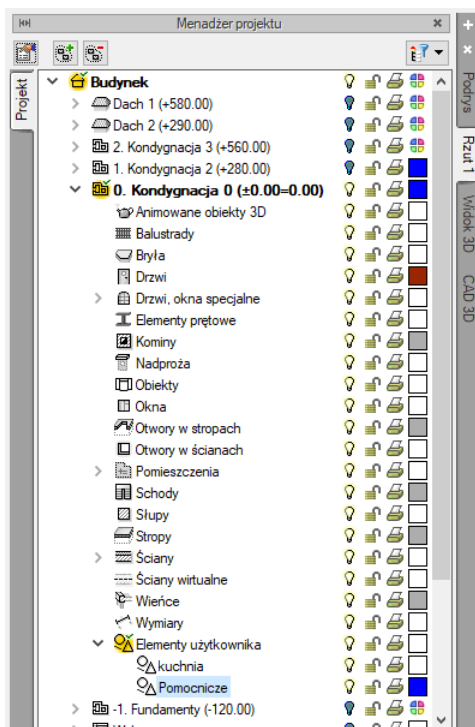 Menadżer projektu
Projekt
Budynek
Dach 1 (+580.00)
Dach 2 (+290.00)
2. Kondygnacja 3 (+560.00)
1. Kondygnacja 2 (+280.00)
0. Kondygnacja 0 (±0.00=0.00)
Animowane obiekty 3D
Balustrady
Bryła
Drzwi
Drzwi, okna specjalne
Elementy prętowe
Kominy
Nadproża
Obiekty
Okna
Otwory w stropach
Otwory w ścianach
Pomieszczenia
Schody
Słupy
Stropy
Ściany
Ściany wirtualne
Wieńce
Wymiary
Elementy użytkownika
kuchnia
Pomocnicze
-1. Fundamenty (-120.00)
Podrys
Rzut 1
Widok 3D
CAD 3D